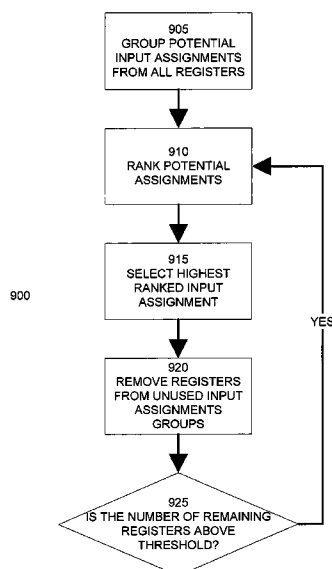 905
GROUP POTENTIAL
INPUT ASSIGNMENTS
FROM ALL REGISTERS
910
RANK POTENTIAL
ASSIGNMENTS
915
SELECT HIGHEST
RANKED INPUT
ASSIGNMENT
900
YES
920
REMOVE REGISTERS
FROM UNUSED INPUT
ASSIGNMENTS
GROUPS
925
IS THE NUMBER OF REMAINING
REGISTERS ABOVE
THRESHOLD?